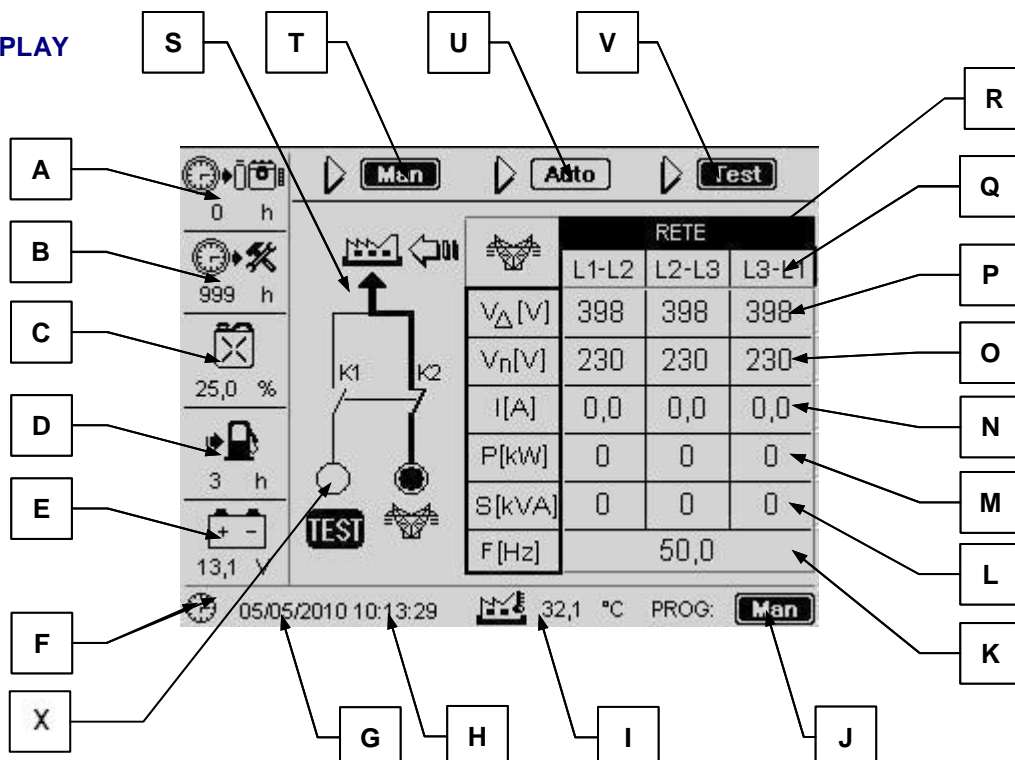 PLAY
S T U V
R
A
Q
B
P
C
O
D
N
E
M
L
F
K
X
G H I J
Man Auto Test
0 h
999 h
25,0 %
3 h
+ -
13,1 V
K1 K2
TEST
RETE
L1-L2 L2-L3 L3-L1
V△[V] 398 398 398
Vn[V] 230 230 230
I[A] 0,0 0,0 0,0
P[kW] 0 0 0
S[kVA] 0 0 0
F[Hz] 50,0
05/05/2010 10:13:29 32,1 °C PROG: Man